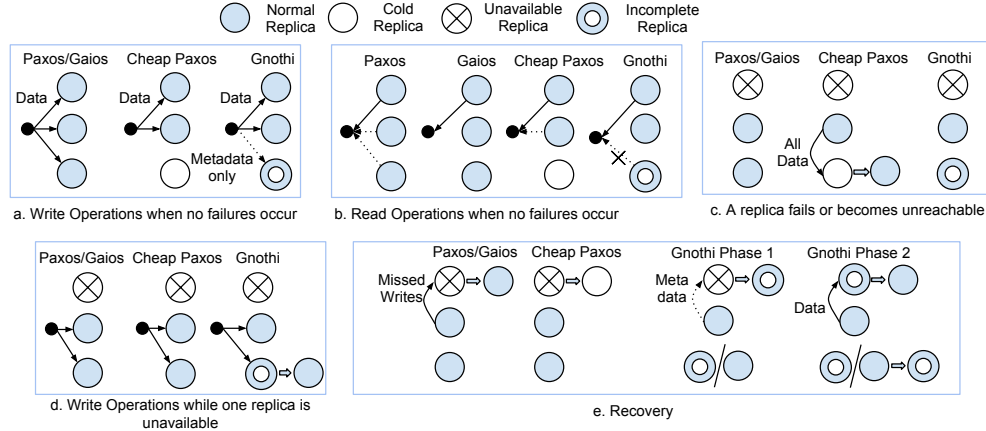 Normal Replica
Cold Replica
Unavailable Replica
Incomplete Replica
Paxos/Gaios
Cheap Paxos
Gnothi
Data
Data
Data
Metadata only
a. Write Operations when no failures occur
Paxos
Gaios
Cheap Paxos
Gnothi
b. Read Operations when no failures occur
Paxos/Gaios
Cheap Paxos
Gnothi
All Data
c. A replica fails or becomes unreachable
Paxos/Gaios
Cheap Paxos
Gnothi
d. Write Operations while one replica is
unavailable
Paxos/Gaios
Cheap Paxos
Gnothi Phase 1
Gnothi Phase 2
Missed Writes
Meta data
Data
e. Recovery